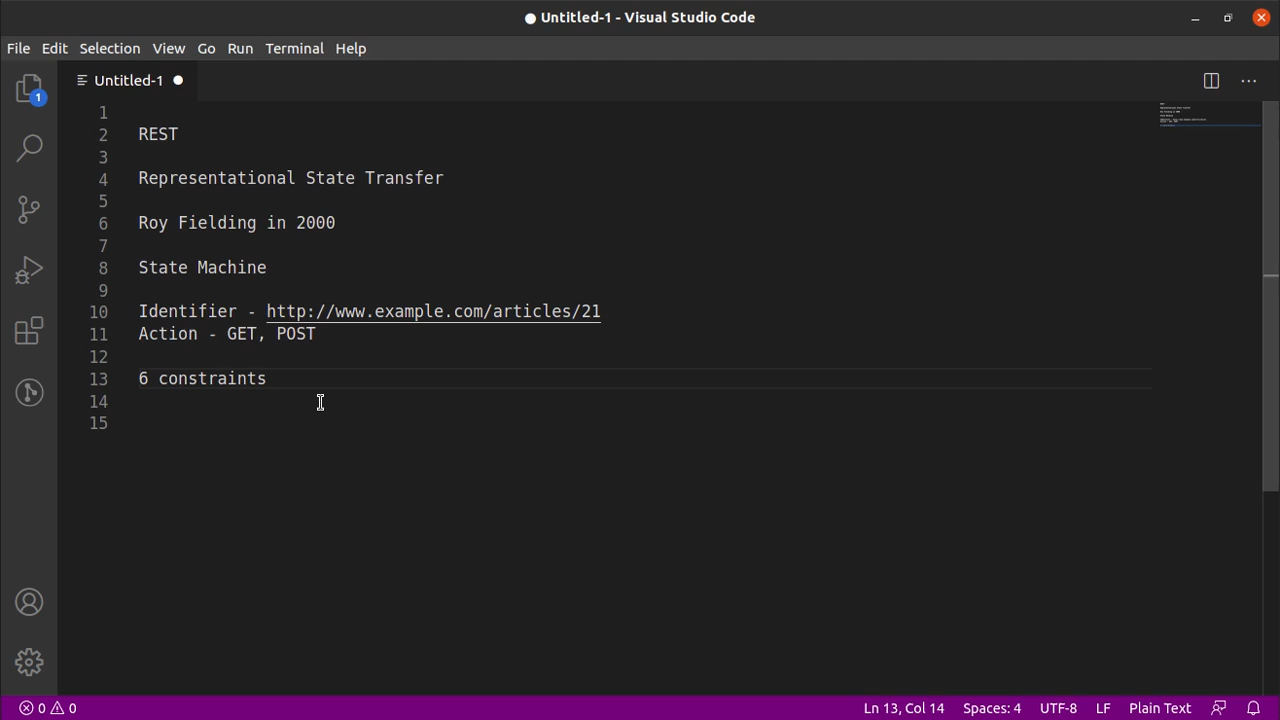 ● Untitled-1 - Visual Studio Code
File Edit Selection View Go Run Terminal Help
Untitled-1
1
1
2 REST
3
4 Representational State Transfer
5
6 Roy Fielding in 2000
7
8 State Machine
9
10 Identifier - http://www.example.com/articles/21
11 Action - GET, POST
12
13 6 constraints
14
15
0 0 Ln 13, Col 14 Spaces: 4 UTF-8 LF Plain Text